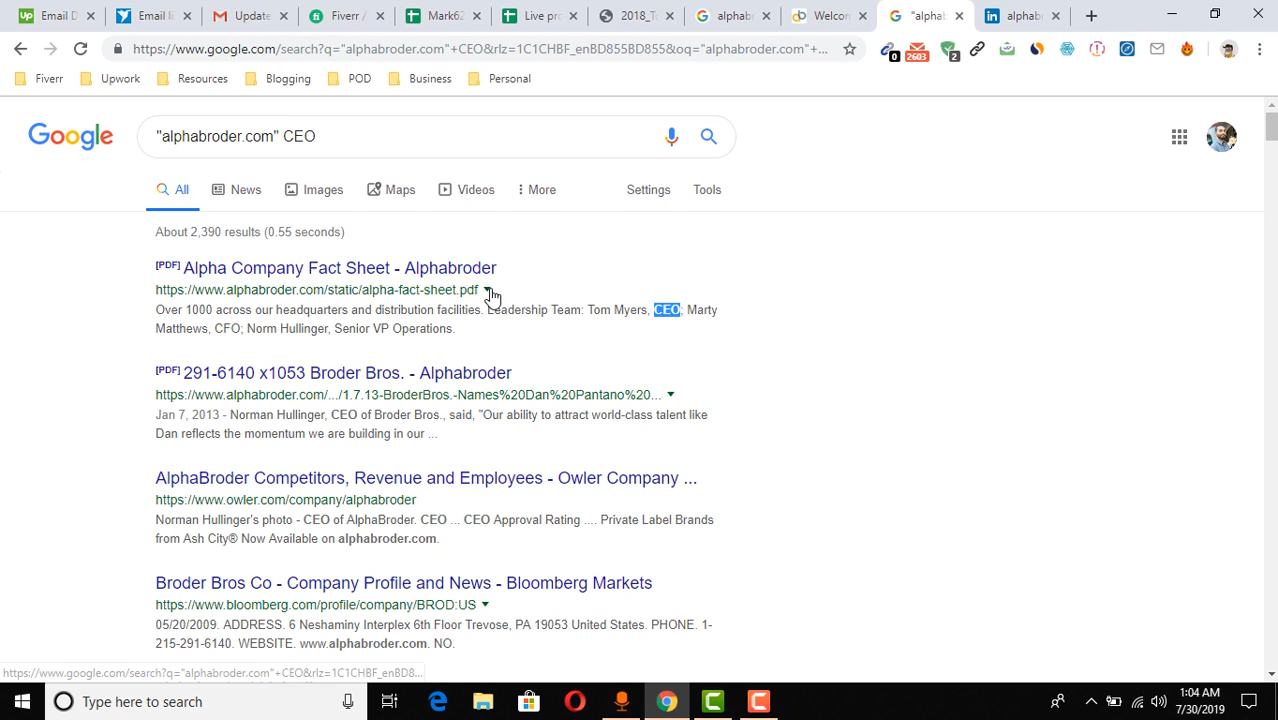 Email D
Email li
Update
Fiverr /
Mark62
Live pro
2018_T
alphabr
Welcom
"alphab
alphabr
https://www.google.com/search?q="alphabroder.com"+CEO&rlz=1C1CHBF_enBD855BD855&oq="alphabroder.com"+...
0
2603
2
Fiverr
Upwork
Resources
Blogging
POD
Business
Personal
Google
"alphabroder.com" CEO
All
News
Images
Maps
Videos
More
Settings
Tools
About 2,390 results (0.55 seconds)
[PDF] Alpha Company Fact Sheet - Alphabroder
https://www.alphabroder.com/static/alpha-fact-sheet.pdf
Over 1000 across our headquarters and distribution facilities. Leadership Team: Tom Myers, CEO; Marty
Matthews, CFO; Norm Hullinger, Senior VP Operations.
[PDF] 291-6140 x1053 Broder Bros. - Alphabroder
https://www.alphabroder.com/.../1.7.13-BroderBros.-Names%20Dan%20Pantano%20...
Jan 7, 2013 - Norman Hullinger, CEO of Broder Bros., said, "Our ability to attract world-class talent like
Dan reflects the momentum we are building in our ...
AlphaBroder Competitors, Revenue and Employees - Owler Company ...
https://www.owler.com/company/alphabroder
Norman Hullinger's photo - CEO of AlphaBroder. CEO ... CEO Approval Rating .... Private Label Brands
from Ash City® Now Available on alphabroder.com.
Broder Bros Co - Company Profile and News - Bloomberg Markets
https://www.bloomberg.com/profile/company/BROD:US
05/20/2009. ADDRESS. 6 Neshaminy Interplex 6th Floor Trevose, PA 19053 United States. PHONE. 1-
215-291-6140. WEBSITE. www.alphabroder.com. NO.
https://www.google.com/search?q="alphabroder.com"+CEO&rlz=1C1CHBF_enBD8...
Type here to search
1:04 AM
7/30/2019